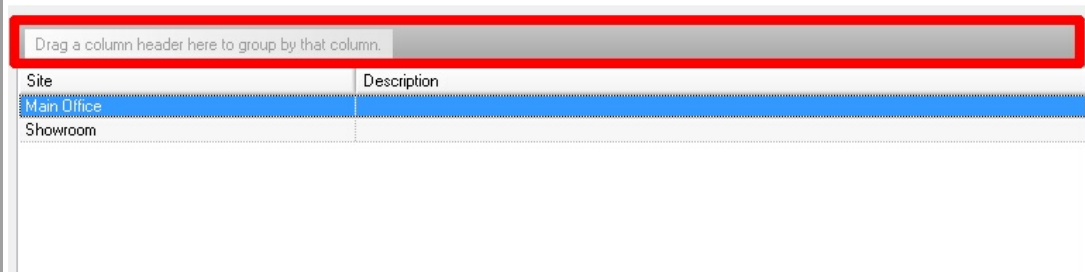 Drag a column header here to group by that column.
Site Description
Main Office
Showroom